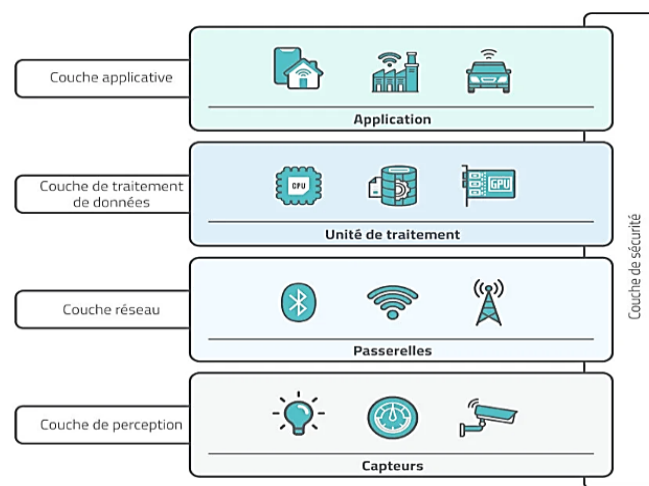 Couche applicative
Application
Couche de traitement
de données
CPU
GPU
Unité de traitement
Couche réseau
Passerelles
Couche de perception
Capteurs
Couche de sécurité